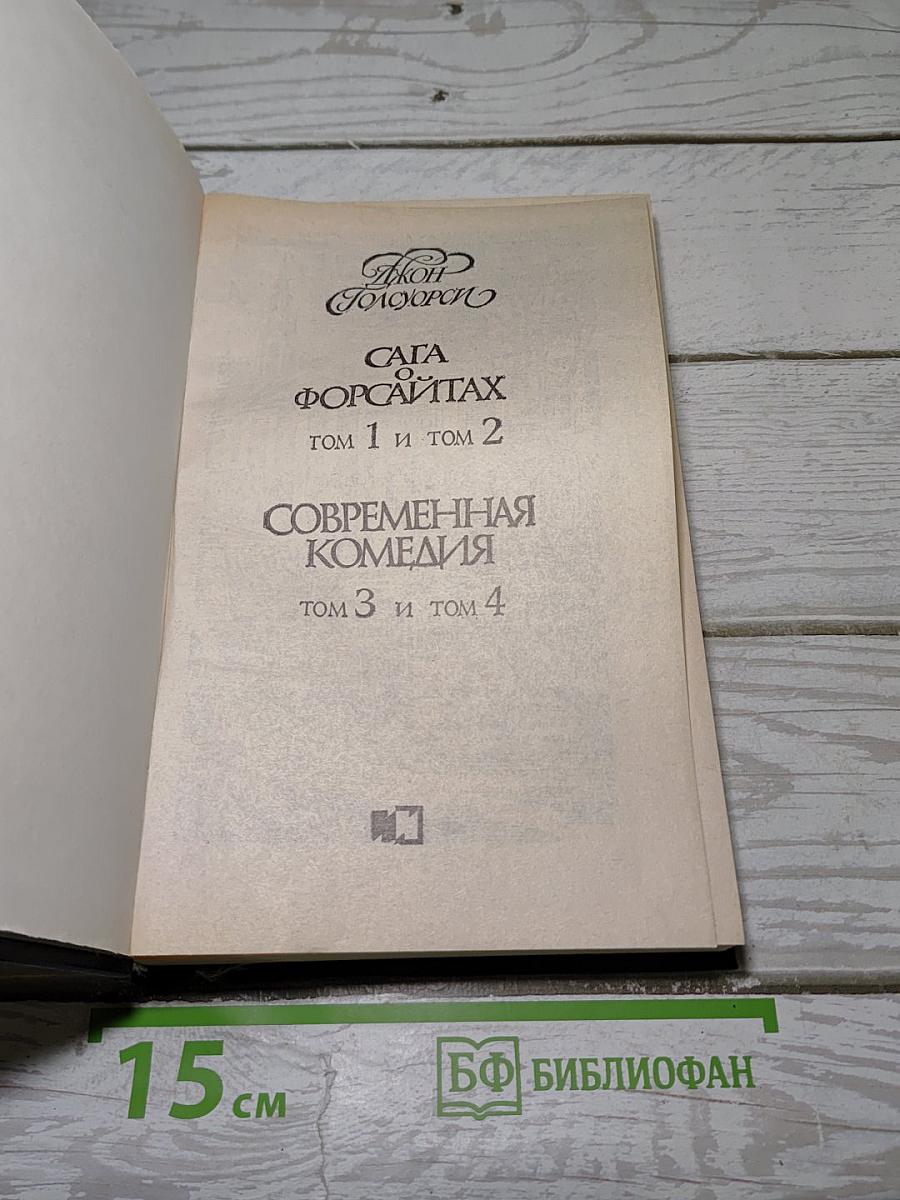 Джон
Голсуорси
САГА
О
ФОРСАЙТАХ
ТОМ 1 И ТОМ 2
СОВРЕМЕННАЯ
КОМЕДИЯ
ТОМ 3 И ТОМ 4
15 см
БФ БИБЛИОФАН